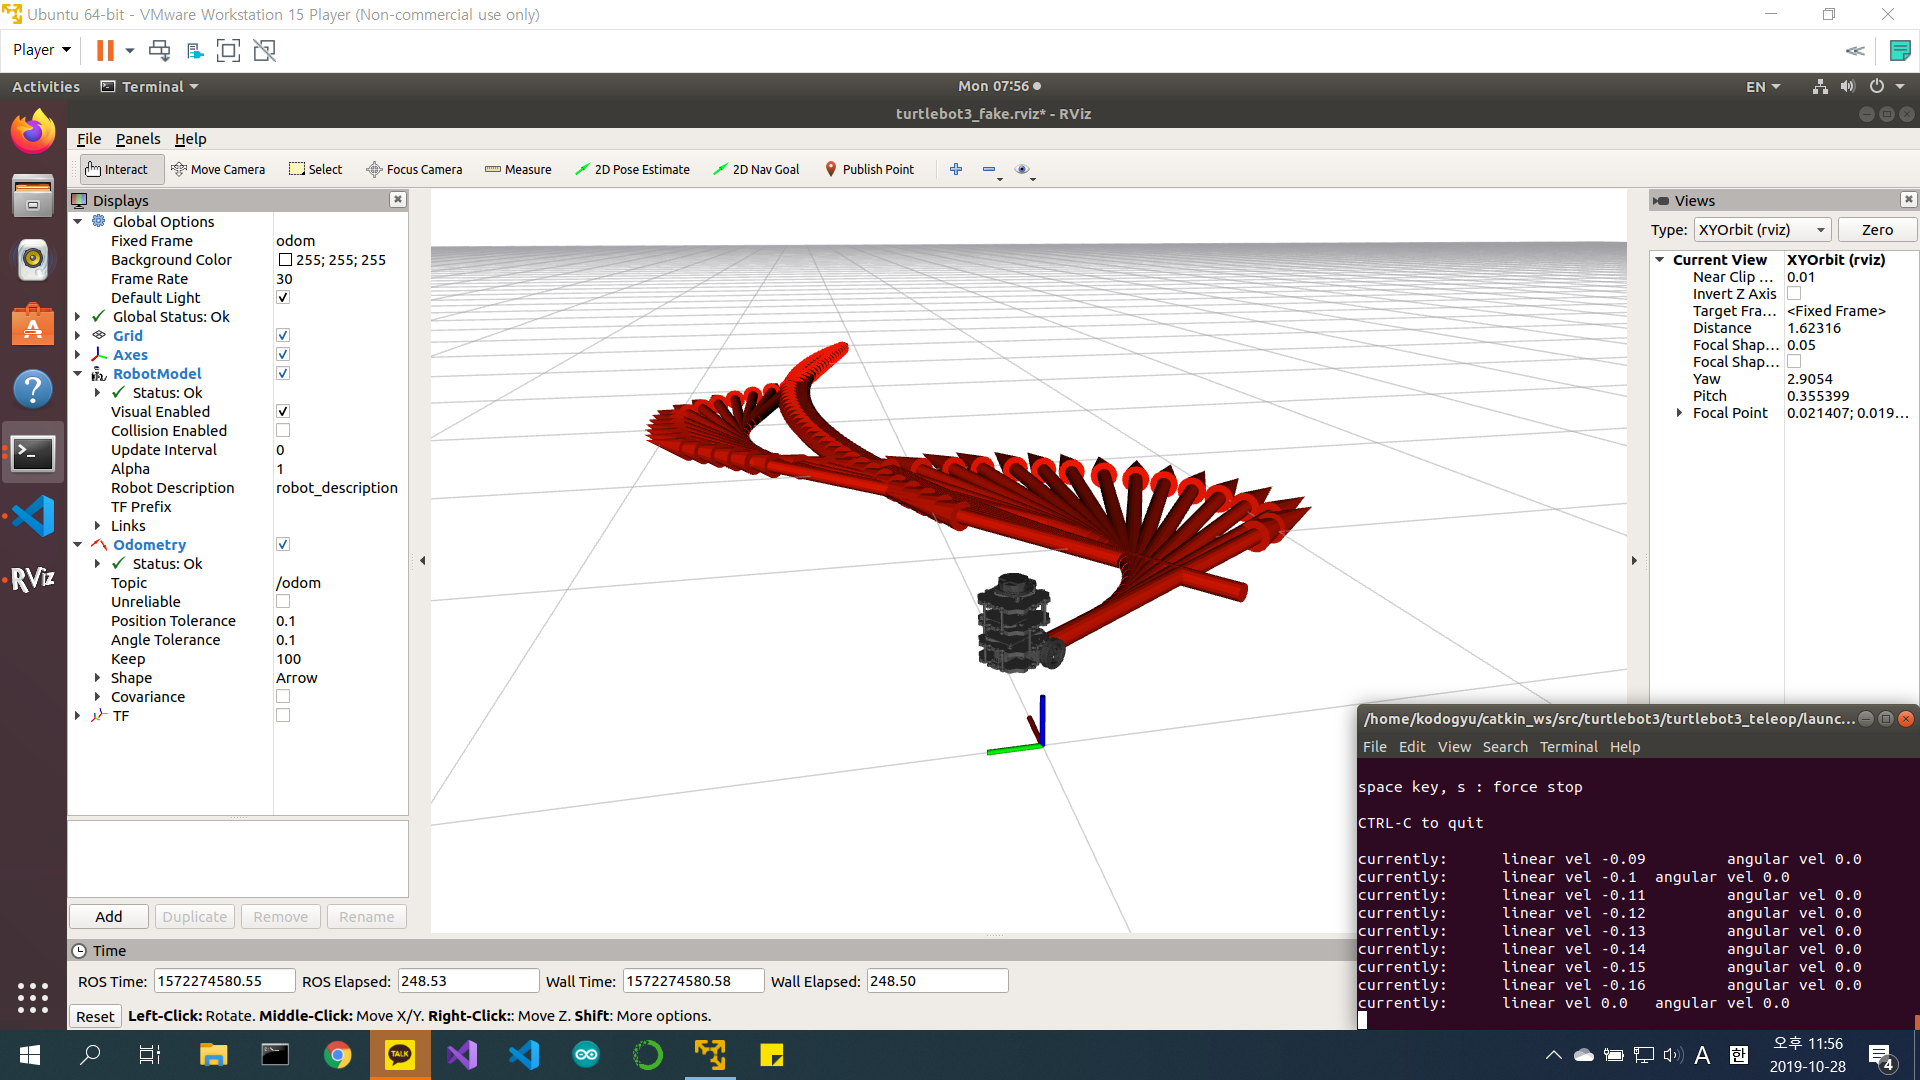 Ubuntu 64-bit - VMware Workstation 15 Player (Non-commercial use only)
Player
Activities
Terminal
Mon 07:56
EN
turtlebot3_fake.rviz* - RViz
File Panels Help
Interact Move Camera Select Focus Camera Measure 2D Pose Estimate 2D Nav Goal Publish Point
Displays
Global Options
Fixed Frame odom
Background Color 255; 255; 255
Frame Rate 30
Default Light
Global Status: Ok
Grid
Axes
RobotModel
Status: Ok
Visual Enabled
Collision Enabled
Update Interval 0
Alpha 1
Robot Description robot_description
TF Prefix
Links
Odometry
Status: Ok
Topic /odom
Unreliable
Position Tolerance 0.1
Angle Tolerance 0.1
Keep 100
Shape Arrow
Covariance
TF
Add Duplicate Remove Rename
RViz
Views
Type: XYOrbit (rviz) Zero
Current View XYOrbit (rviz)
Near Clip ... 0.01
Invert Z Axis
Target Fra... <Fixed Frame>
Distance 1.62316
Focal Shap... 0.05
Focal Shap...
Yaw 2.9054
Pitch 0.355399
Focal Point 0.021407; 0.019...
/home/kodogyu/catkin_ws/src/turtlebot3/turtlebot3_teleop/launc...
File Edit View Search Terminal Help
space key, s : force stop
CTRL-C to quit
currently: linear vel -0.09 angular vel 0.0
currently: linear vel -0.1 angular vel 0.0
currently: linear vel -0.11 angular vel 0.0
currently: linear vel -0.12 angular vel 0.0
currently: linear vel -0.13 angular vel 0.0
currently: linear vel -0.14 angular vel 0.0
currently: linear vel -0.15 angular vel 0.0
currently: linear vel -0.16 angular vel 0.0
currently: linear vel 0.0 angular vel 0.0
Time
ROS Time: 1572274580.55 ROS Elapsed: 248.53 Wall Time: 1572274580.58 Wall Elapsed: 248.50
Reset Left-Click: Rotate. Middle-Click: Move X/Y. Right-Click:: Move Z. Shift: More options.
TALK
A 한
오후 11:56
2019-10-28
4